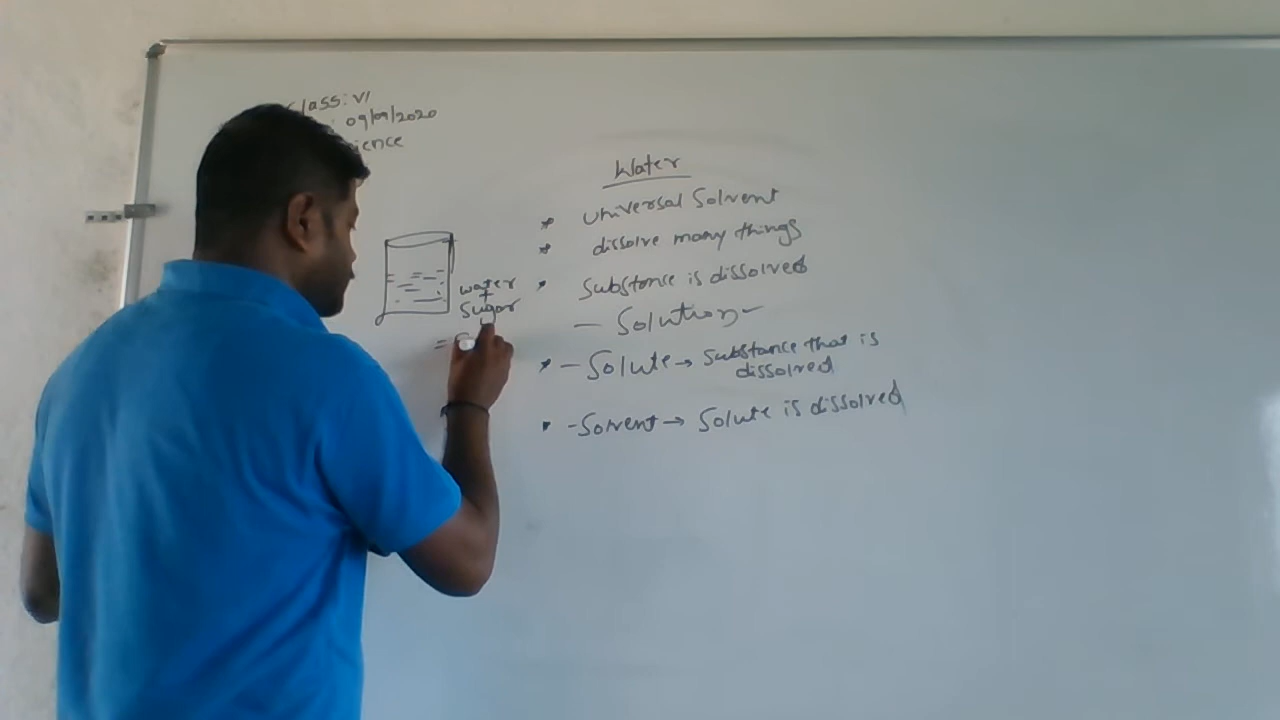 Class: VI
: 09/09/2020
ience
Water
* Universal Solvent
* dissolve many things
* Substance is dissolved
- Solution -
* - Solute → Substance that is
dissolved
• - Solvent → Solute is dissolved
water
+
Sugar
=